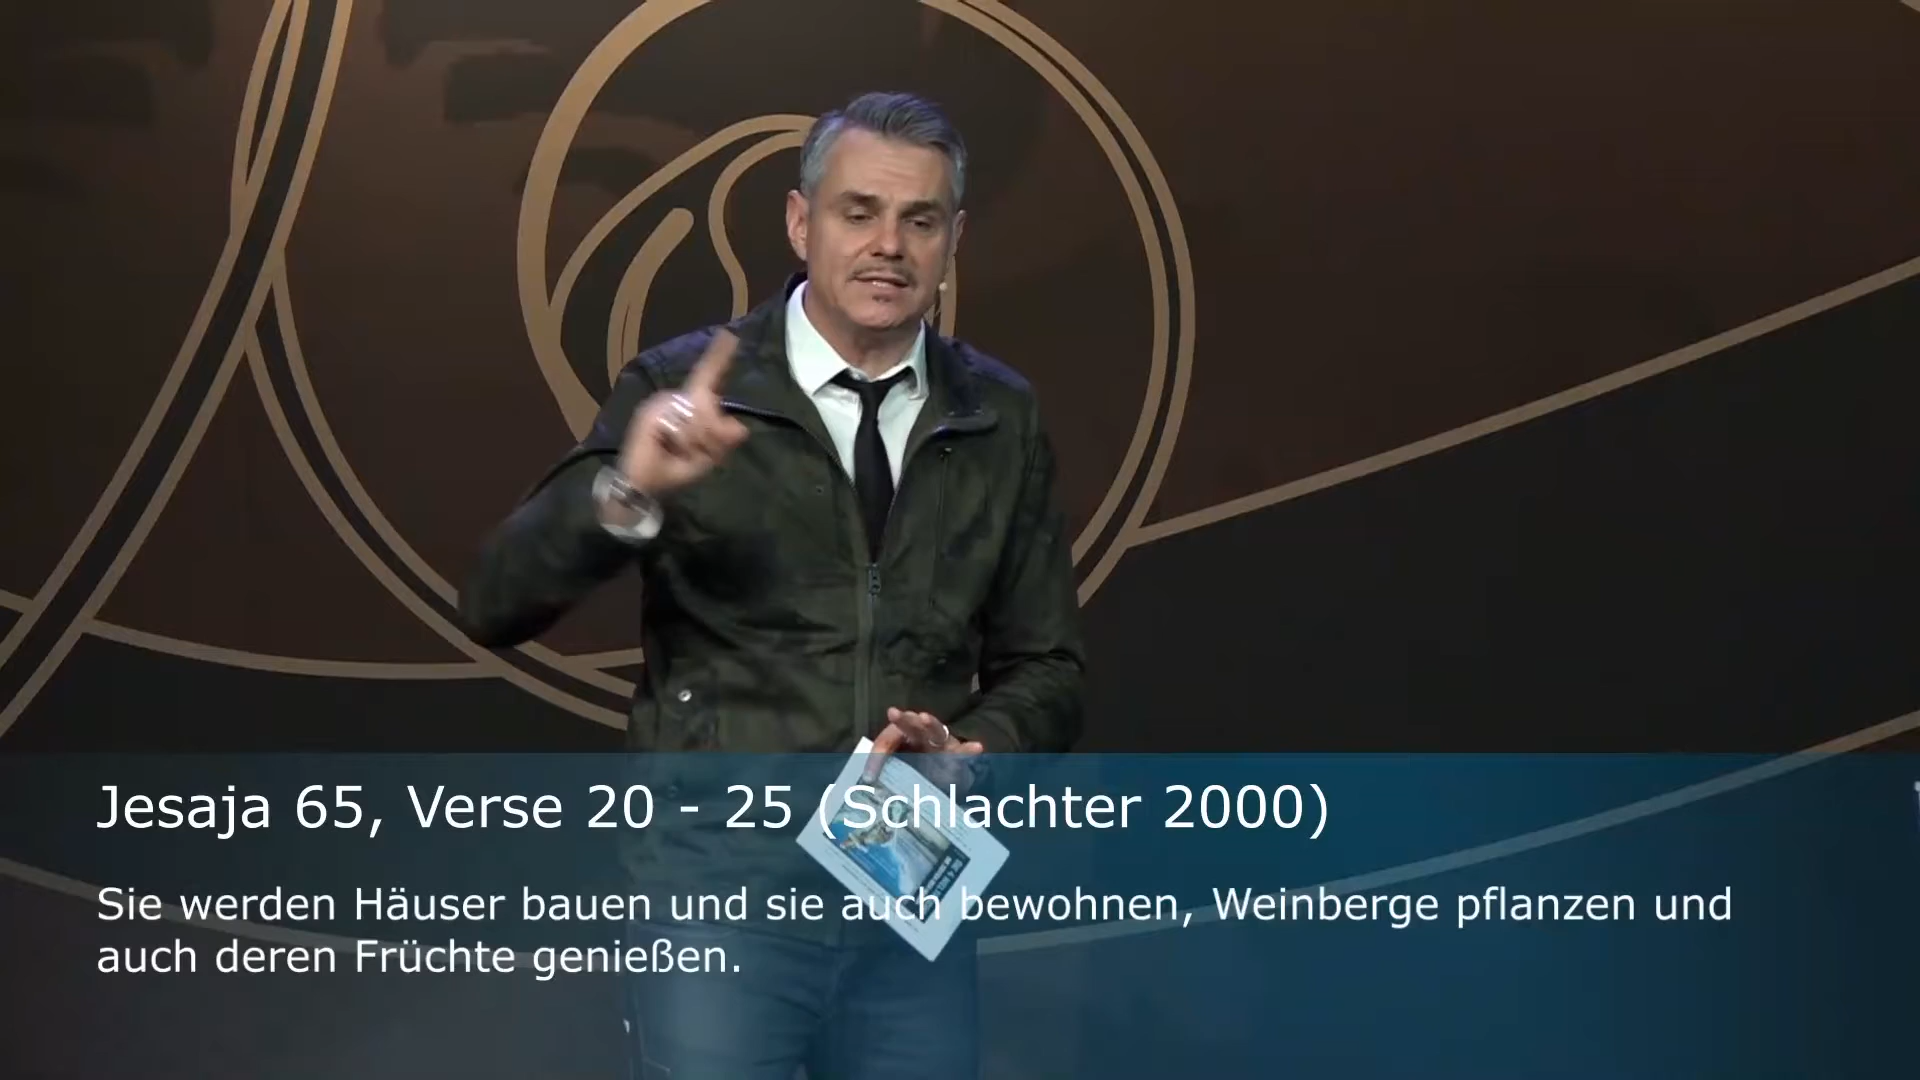 Jesaja 65, Verse 20 - 25 (Schlachter 2000)
Sie werden Häuser bauen und sie auch bewohnen, Weinberge pflanzen und
auch deren Früchte genießen.